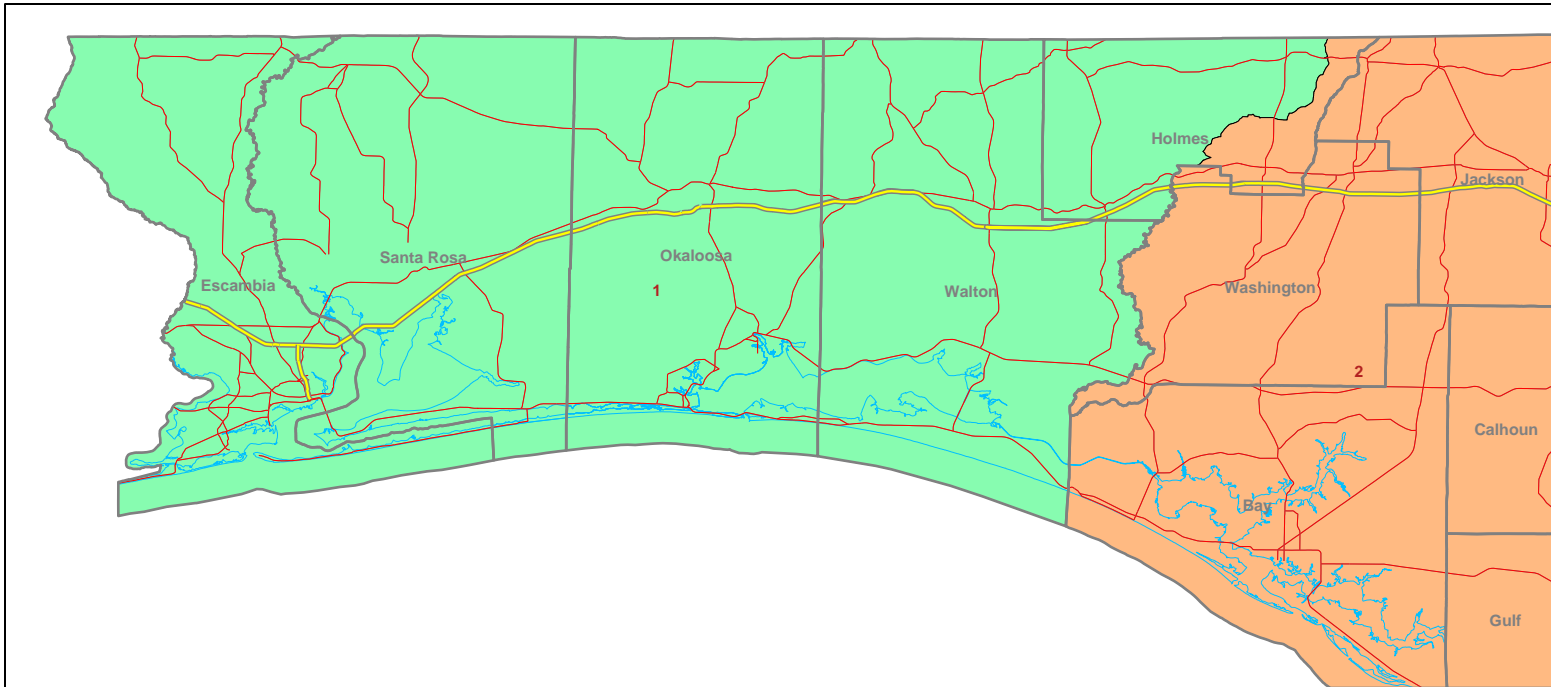 Holmes
Jackson
Santa Rosa
Okaloosa
Escambia
1
Walton
Washington
2
Calhoun
Bay
Gulf